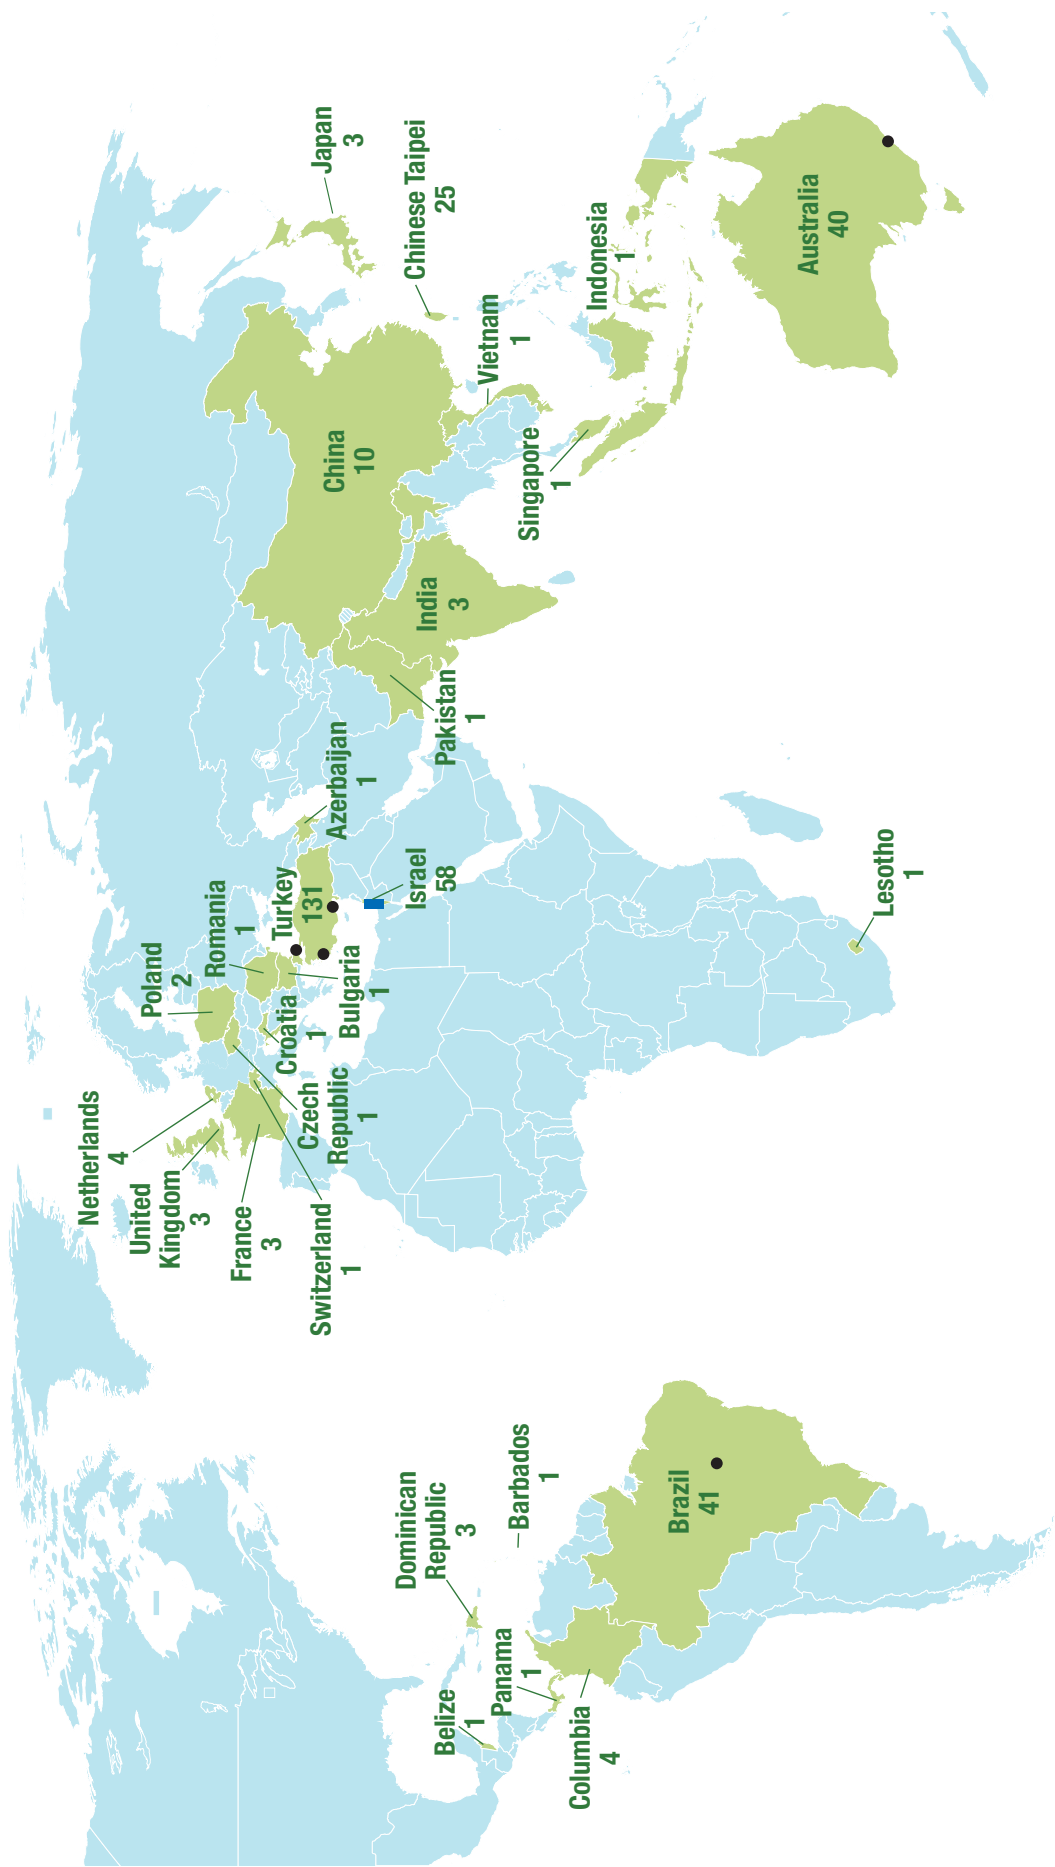 Netherlands
4
United
Kingdom
3
France
3
Switzerland
1
Czech
Republic
1
Poland
2
Romania
1
Croatia
1
Bulgaria
1
Turkey
131
Azerbaijan
1
Israel
58
Pakistan
1
India
3
China
10
Japan
3
Chinese Taipei
25
Vietnam
1
Singapore
1
Indonesia
1
Australia
40
Lesotho
1
Dominican
Republic
3
Barbados
1
Belize
1
Panama
1
Columbia
4
Brazil
41